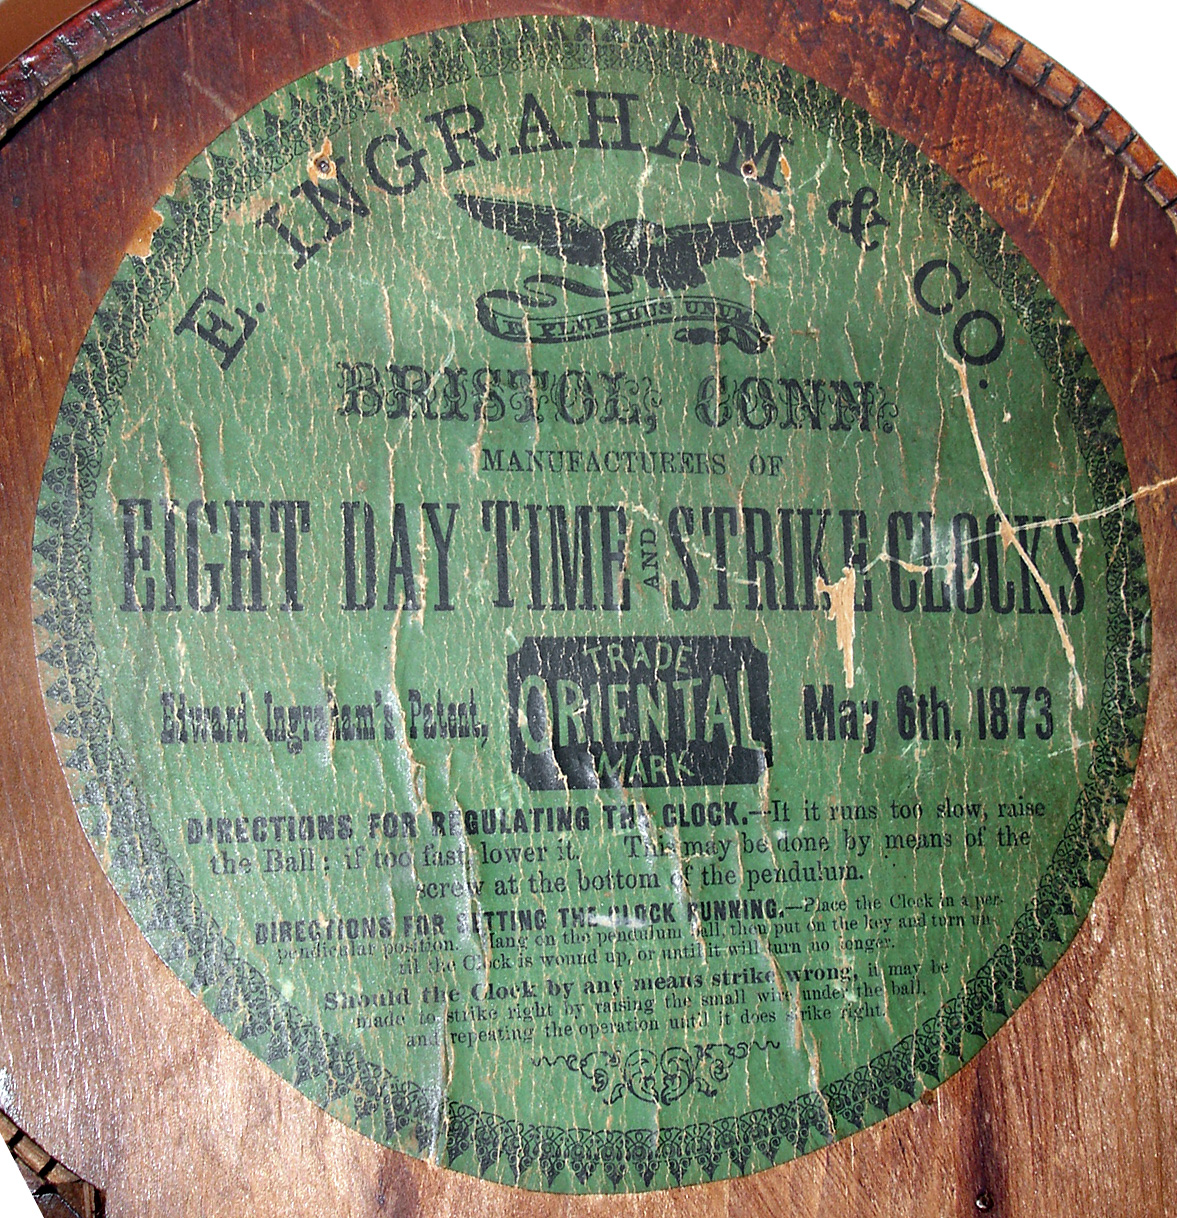 E. INGRAHAM & CO.
E PLURIBUS UNUM
BRISTOL, CONN.
MANUFACTURERS OF
EIGHT DAY TIME AND STRIKE CLOCKS
TRADE
ORIENTAL
MARK
Elward Ingraham's Patent, May 6th, 1873
DIRECTIONS FOR REGULATING THE CLOCK.—If it runs too slow, raise
the Ball: if too fast, lower it. This may be done by means of the
screw at the bottom of the pendulum.
DIRECTIONS FOR SETTING THE CLOCK RUNNING.—Place the Clock in a per-
pendicular position. Hang on the pendulum ball, then put on the key and turn un-
til the Clock is wound up, or until it will turn no longer.
Should the Clock by any means strike wrong, it may be
made to strike right by raising the small wire under the ball,
and repeating the operation until it does strike right.